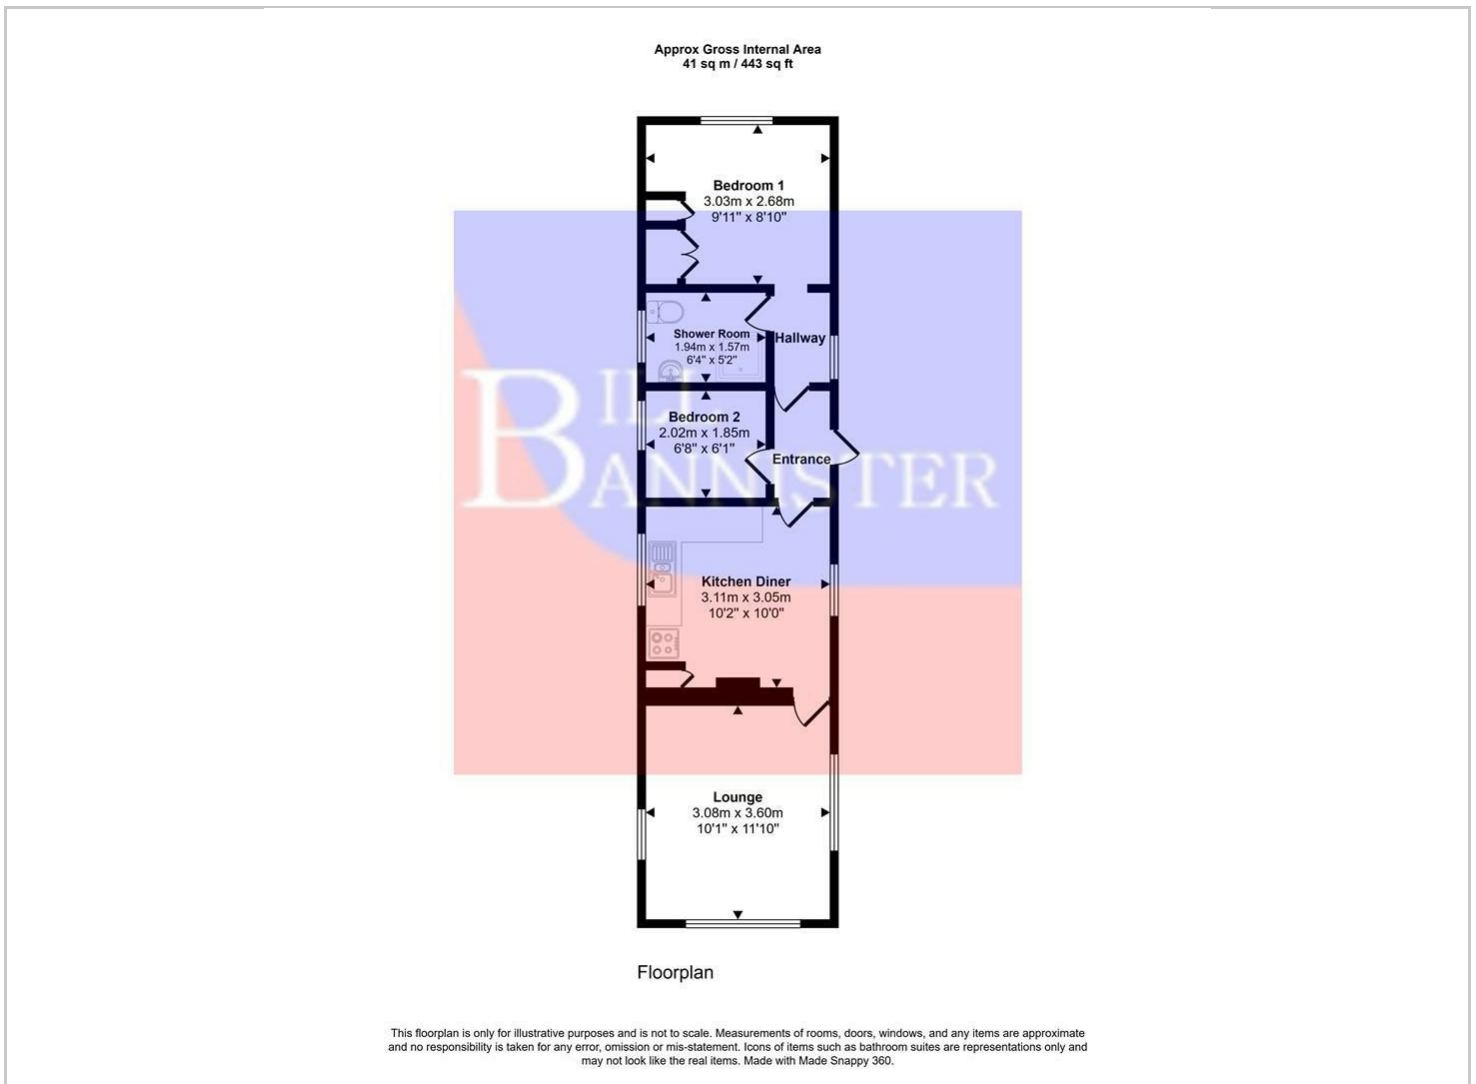 Approx Gross Internal Area
41 sq m / 443 sq ft
Bedroom 1
3.03m x 2.68m
9'11" x 8'10"
Shower Room
1.94m x 1.57m
6'4" x 5'2"
Hallway
BILL
BANNISTER
Bedroom 2
2.02m x 1.85m
6'8" x 6'1"
Entrance
Kitchen Diner
3.11m x 3.05m
10'2" x 10'0"
Lounge
3.08m x 3.60m
10'1" x 11'10"
Floorplan
This floorplan is only for illustrative purposes and is not to scale. Measurements of rooms, doors, windows, and any items are approximate
and no responsibility is taken for any error, omission or mis-statement. Icons of items such as bathroom suites are representations only and
may not look like the real items. Made with Made Snappy 360.